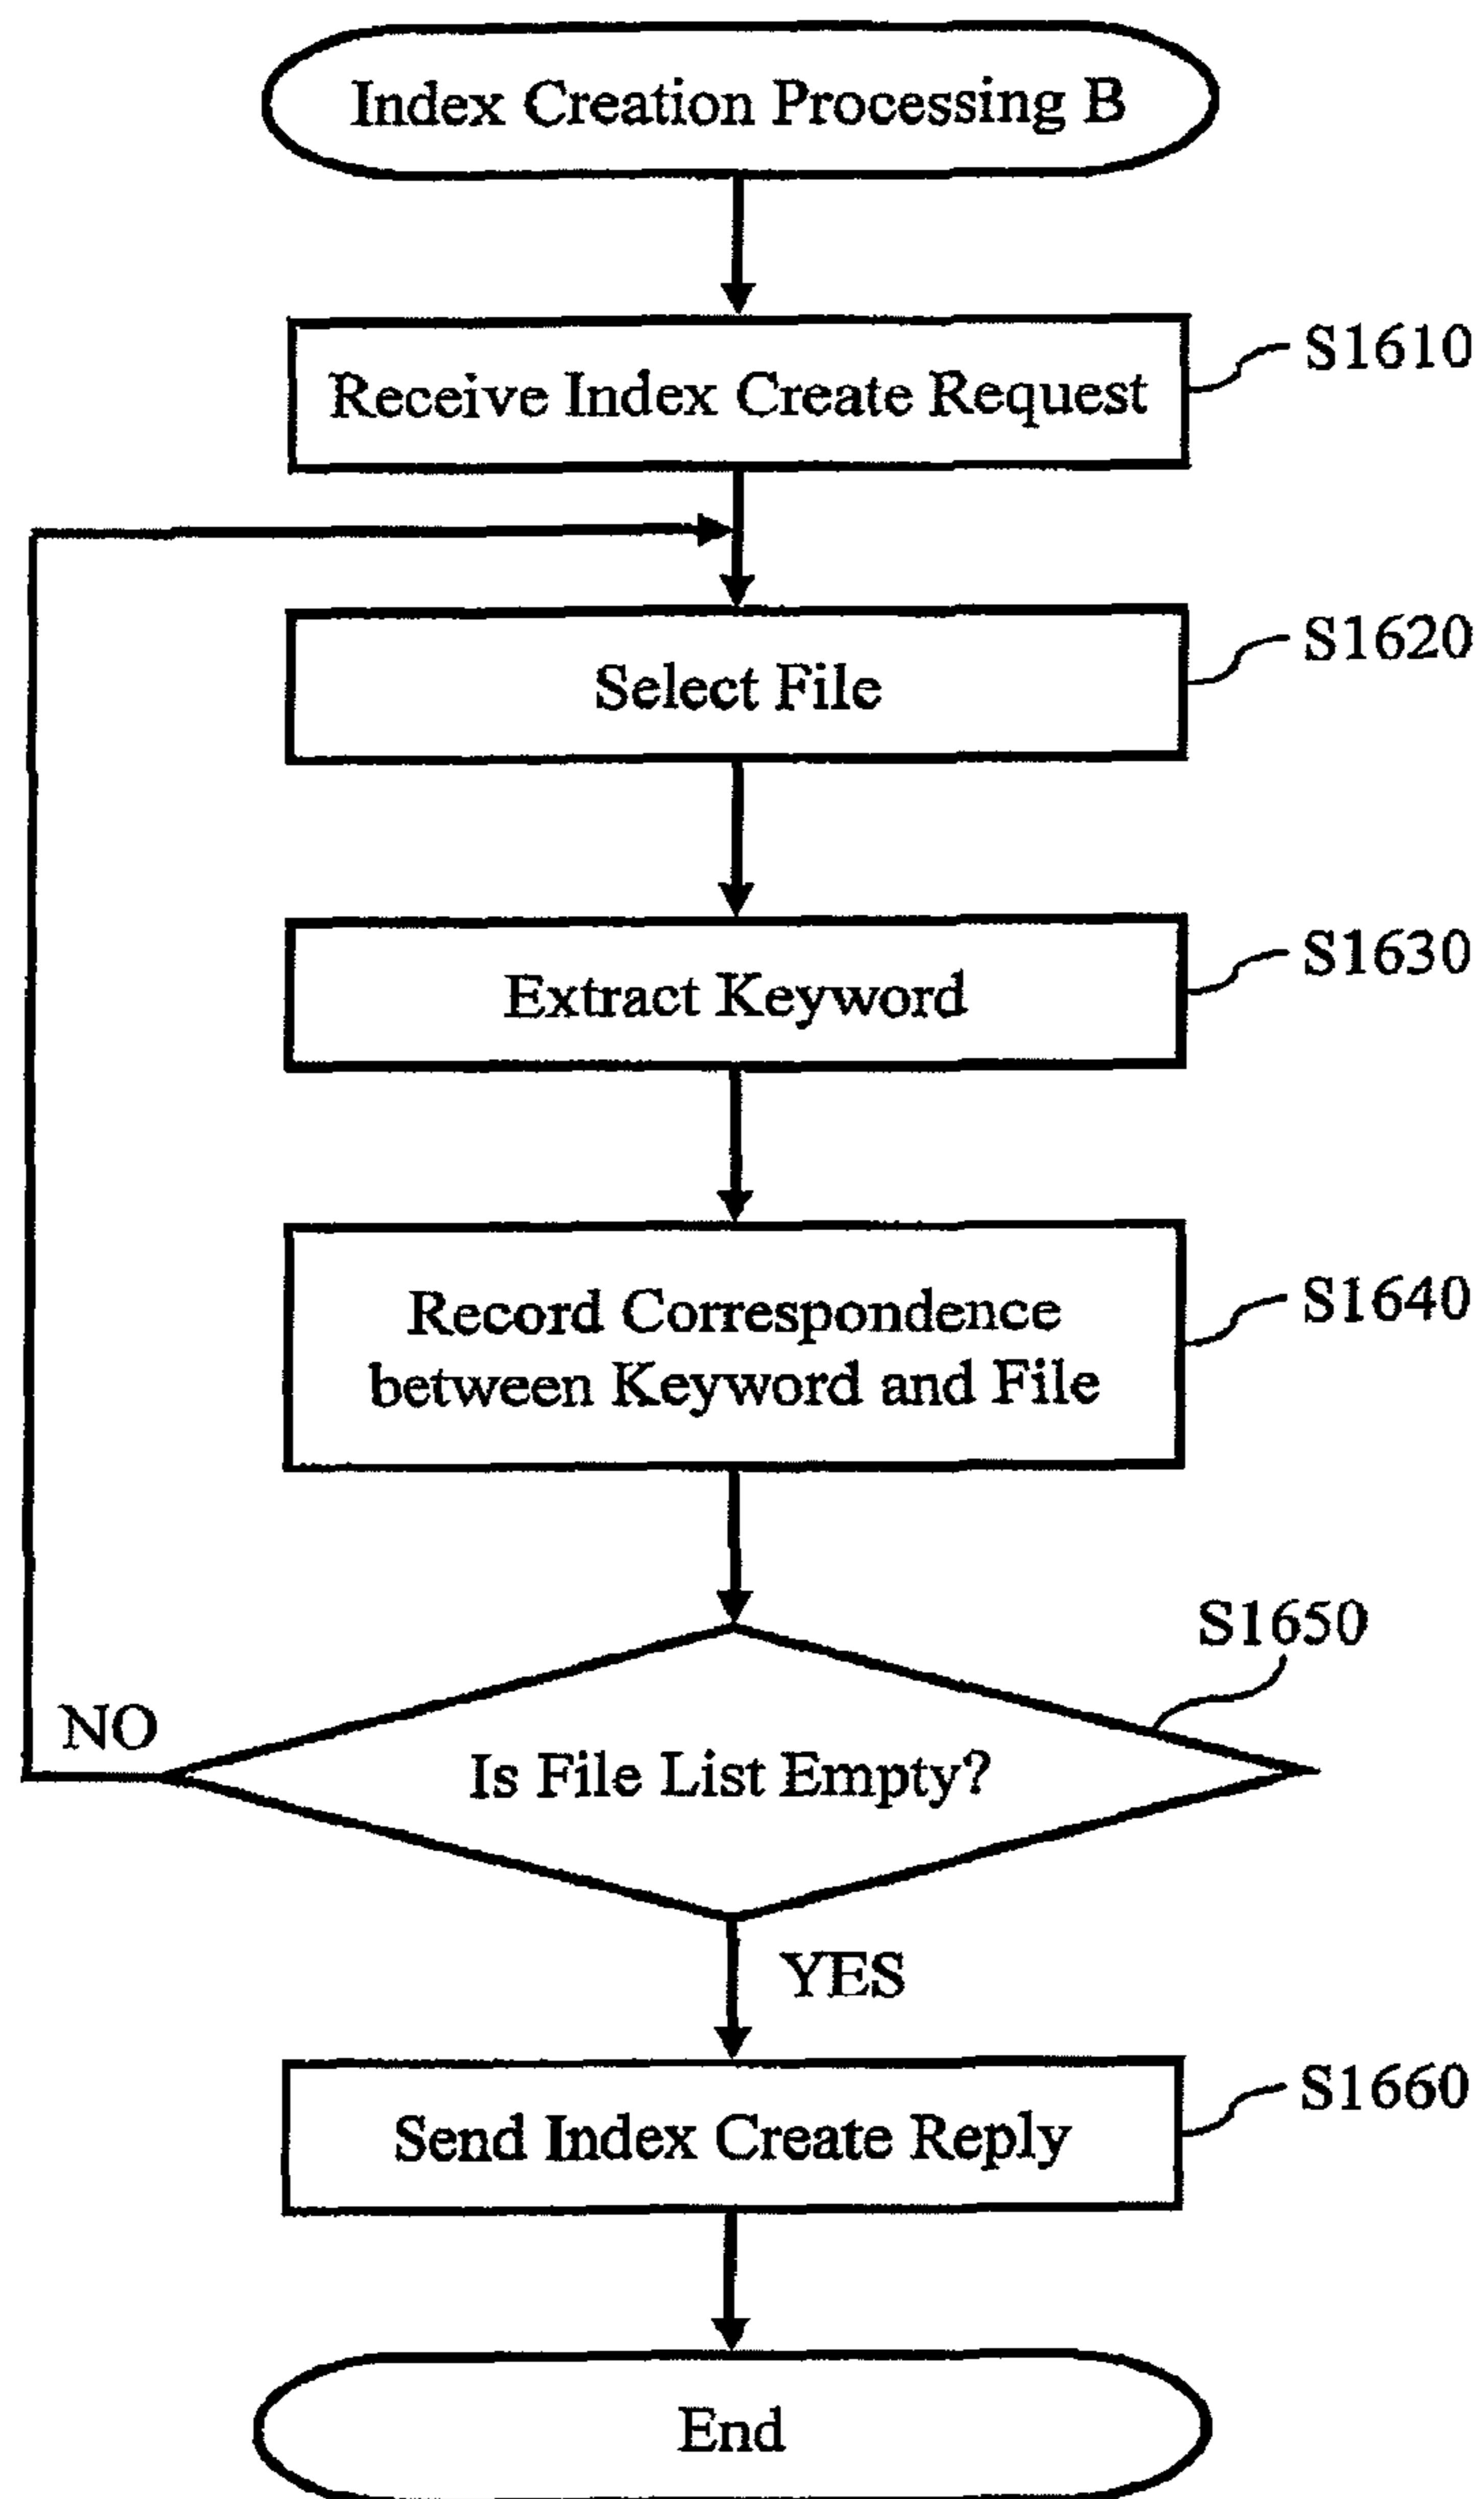 Index Creation Processing B
S1610
Receive Index Create Request
S1620
Select File
S1630
Extract Keyword
S1640
Record Correspondence
between Keyword and File
S1650
NO
Is File List Empty?
YES
S1660
Send Index Create Reply
End